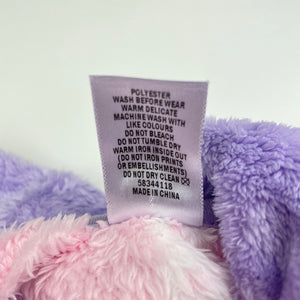 POLYESTER
WASH BEFORE WEAR
WARM DELICATE
MACHINE WASH WITH
LIKE COLOURS
DO NOT BLEACH
DO NOT TUMBLE DRY
WARM IRON INSIDE OUT
(DO NOT IRON PRINTS
OR EMBELLISHMENTS)
DO NOT DRY CLEAN
58344118
MADE IN CHINA